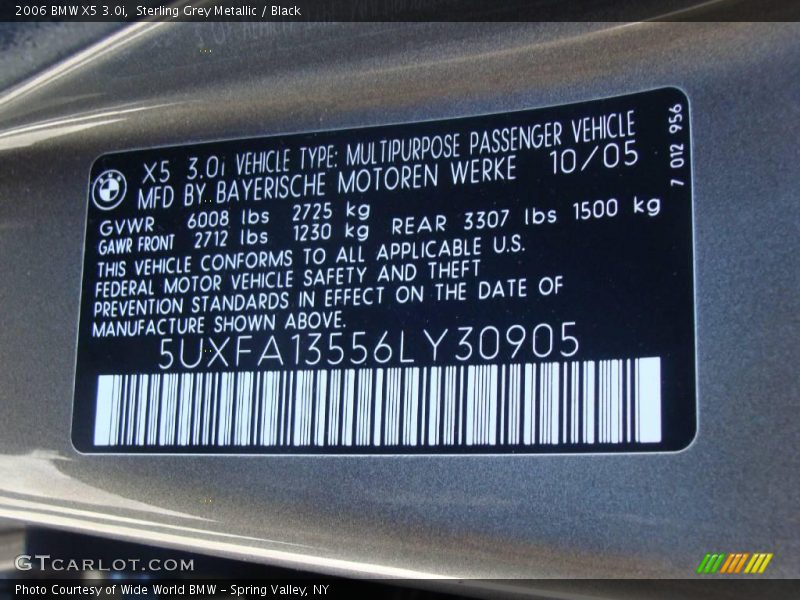 2006 BMW X5 3.0i, Sterling Grey Metallic / Black
X5 3.0i VEHICLE TYPE: MULTIPURPOSE PASSENGER VEHICLE
MFD BY BAYERISCHE MOTOREN WERKE 10/05
7 012 956
GVWR 6008 lbs 2725 kg
GAWR FRONT 2712 lbs 1230 kg REAR 3307 lbs 1500 kg
THIS VEHICLE CONFORMS TO ALL APPLICABLE U.S.
FEDERAL MOTOR VEHICLE SAFETY AND THEFT
PREVENTION STANDARDS IN EFFECT ON THE DATE OF
MANUFACTURE SHOWN ABOVE.
5UXFA13556LY30905
GTCARLOT.COM
Photo Courtesy of Wide World BMW – Spring Valley, NY